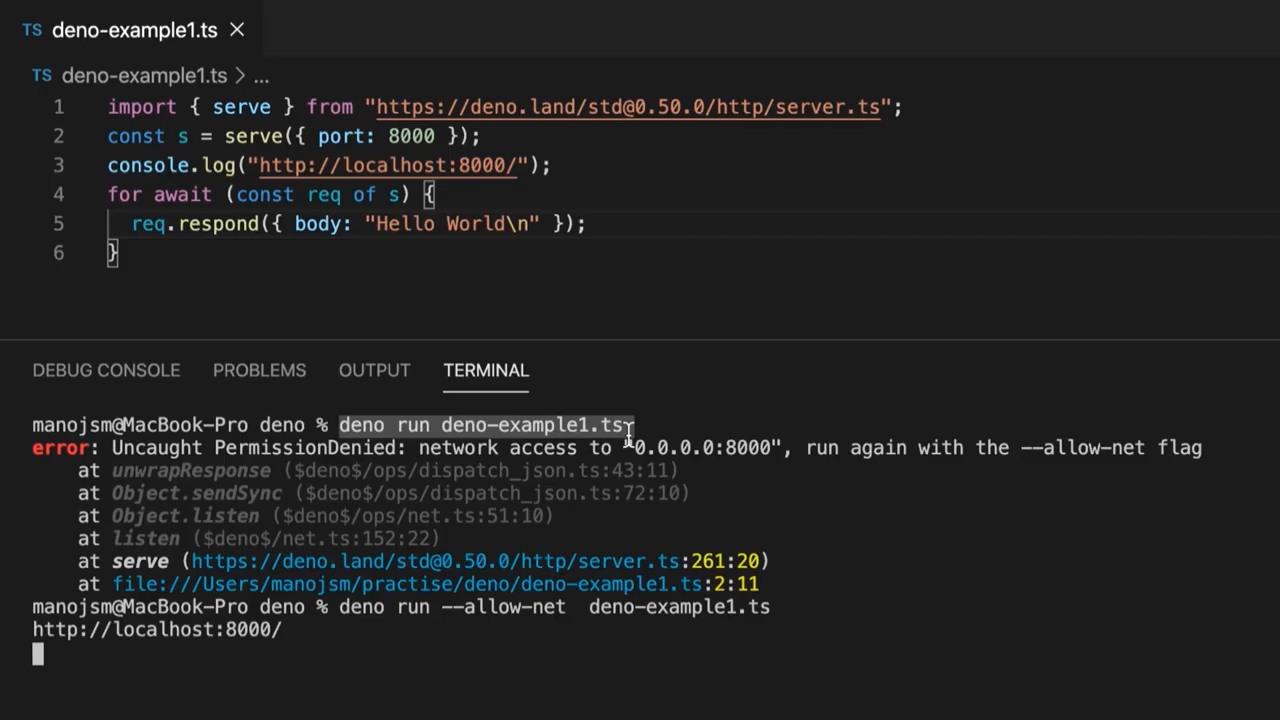 TS deno-example1.ts ×
TS deno-example1.ts > ...
1 import { serve } from "https://deno.land/std@0.50.0/http/server.ts";
2 const s = serve({ port: 8000 });
3 console.log("http://localhost:8000/");
4 for await (const req of s) {
5 req.respond({ body: "Hello World\n" });
6 }
DEBUG CONSOLE PROBLEMS OUTPUT TERMINAL
manojsm@MacBook-Pro deno % deno run deno-example1.ts
error: Uncaught PermissionDenied: network access to "0.0.0.0:8000", run again with the --allow-net flag
at unwrapResponse ($deno$/ops/dispatch_json.ts:43:11)
at Object.sendSync ($deno$/ops/dispatch_json.ts:72:10)
at Object.listen ($deno$/ops/net.ts:51:10)
at listen ($deno$/net.ts:152:22)
at serve (https://deno.land/std@0.50.0/http/server.ts:261:20)
at file:///Users/manojsm/practise/deno/deno-example1.ts:2:11
manojsm@MacBook-Pro deno % deno run --allow-net  deno-example1.ts
http://localhost:8000/